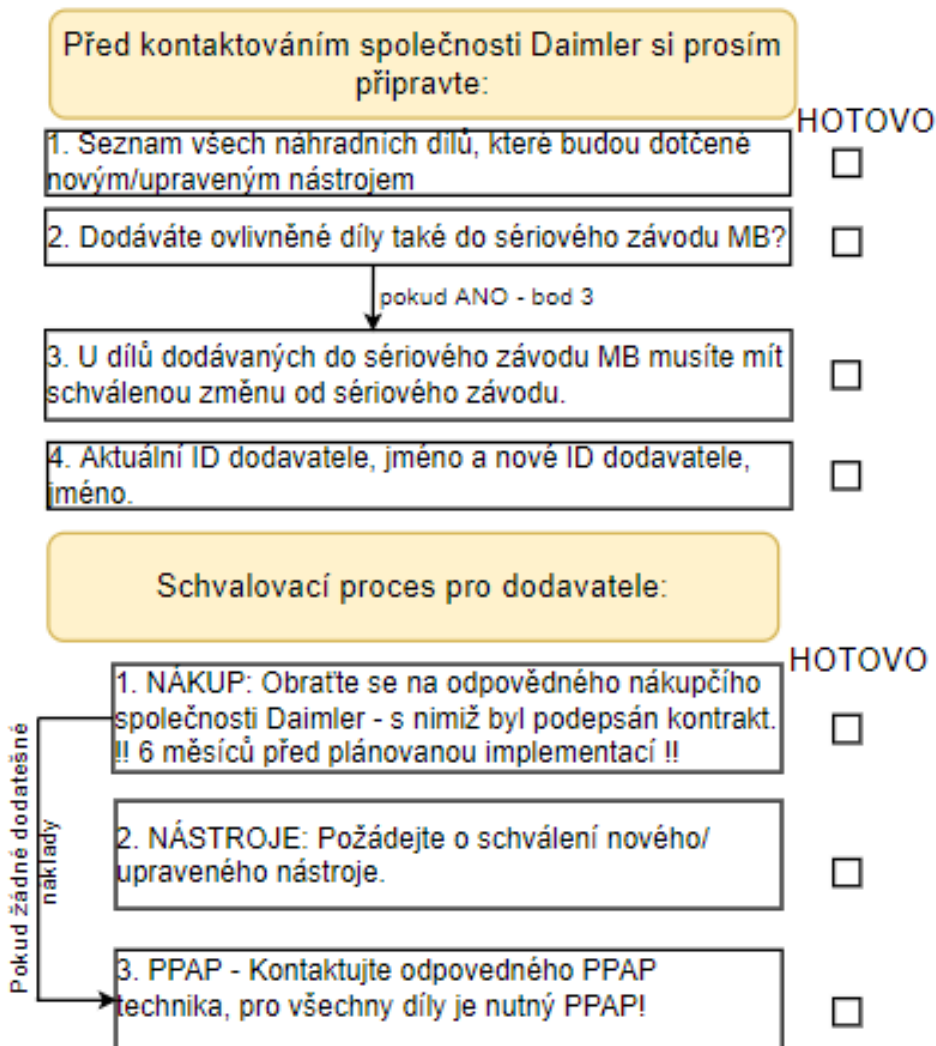 Před kontaktováním společnosti Daimler si prosím
připravte:
HOTOVO
1. Seznam všech náhradních dílů, které budou dotčené
novým/upraveným nástrojem
2. Dodáváte ovlivněné díly také do sériového závodu MB?
pokud ANO - bod 3
3. U dílů dodávaných do sériového závodu MB musíte mít
schválenou změnu od sériového závodu.
4. Aktuální ID dodavatele, jméno a nové ID dodavatele,
jméno.
Schvalovací proces pro dodavatele:
HOTOVO
1. NÁKUP: Obraťte se na odpovědného nákupčího
společnosti Daimler - s nimiž byl podepsán kontrakt.
!! 6 měsíců před plánovanou implementací !!
Pokud žádné dodatešné
náklady
2. NÁSTROJE: Požádejte o schválení nového/
upraveného nástroje.
3. PPAP - Kontaktujte odpovedného PPAP
technika, pro všechny díly je nutný PPAP!